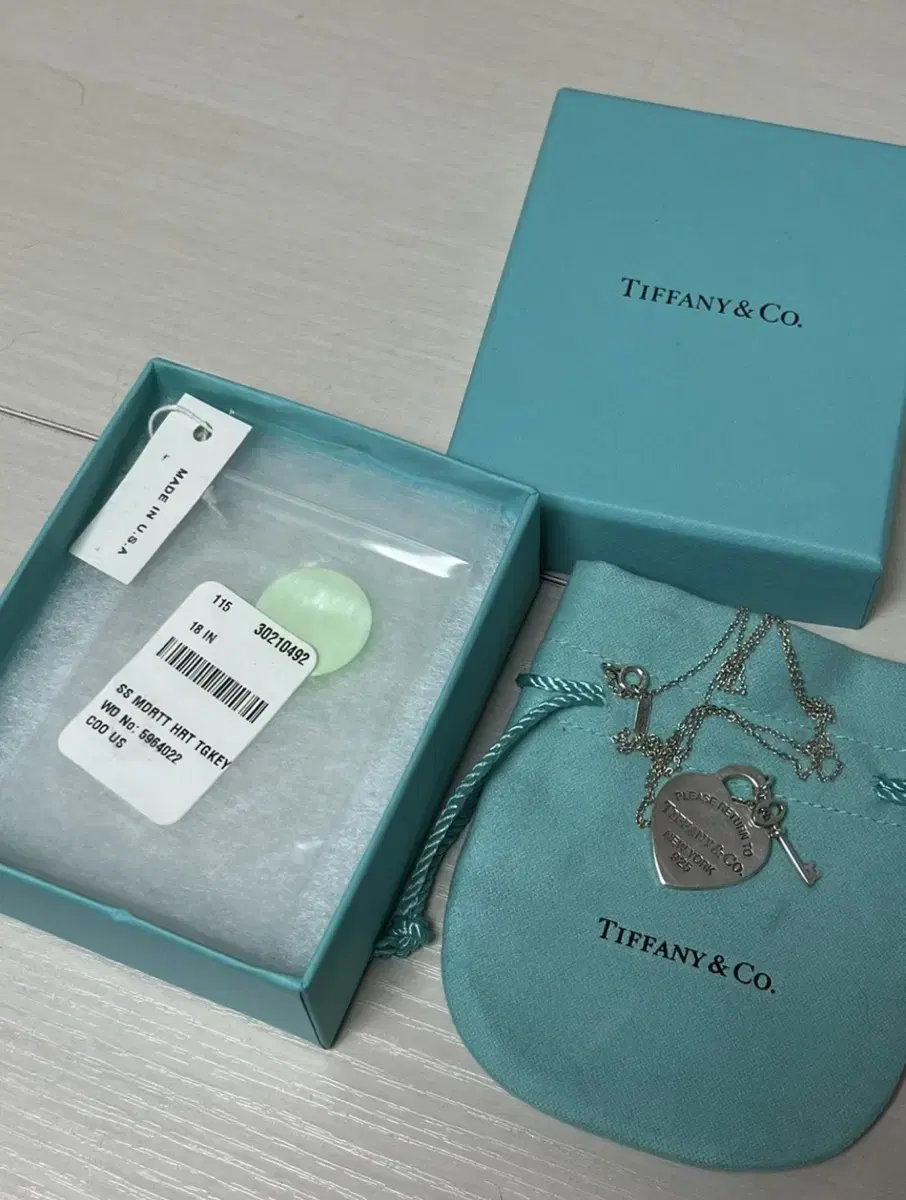 TIFFANY & CO.
MADE IN U.S.A
115
30210492
18 IN
SS MDRTT HRT TGKEY
WD No: 5964022
COO US
PLEASE RETURN TO
TIFFANY & CO.
NEW YORK
925
TIFFANY & CO.